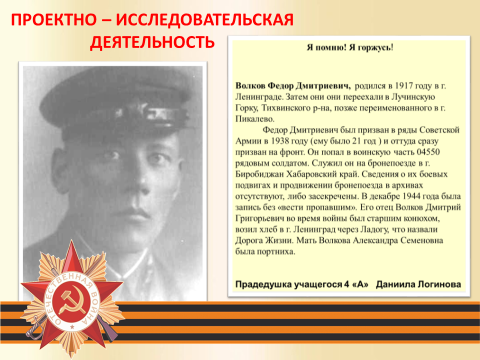 ПРОЕКТНО – ИССЛЕДОВАТЕЛЬСКАЯ
ДЕЯТЕЛЬНОСТЬ
Я помню! Я горжусь!
Волков Федор Дмитриевич, родился в 1917 году в г.
Ленинграде. Затем они они переехали в Лучинскую
Горку, Тихвинского р-на, позже переименованного в г.
Пикалево.
Федор Дмитриевич был призван в ряды Советской
Армии в 1938 году (ему было 21 год ) и оттуда сразу
призван на фронт. Он попал в воинскую часть 04550
рядовым солдатом. Служил он на бронепоезде в г.
Биробиджан Хабаровский край. Сведения о их боевых
подвигах и продвижении бронепоезда в архивах
отсутствуют, либо засекречены. В декабре 1944 года была
запись без «вести пропавшим». Его отец Волков Дмитрий
Григорьевич во время войны был старшим конюхом,
возил хлеб в г. Ленинград через Ладогу, что назвали
Дорога Жизни. Мать Волкова Александра Семеновна
была портниха.
Прадедушка учащегося 4 «А» Даниила Логинова
ОТЕЧЕСТВЕННАЯ ВОЙНА